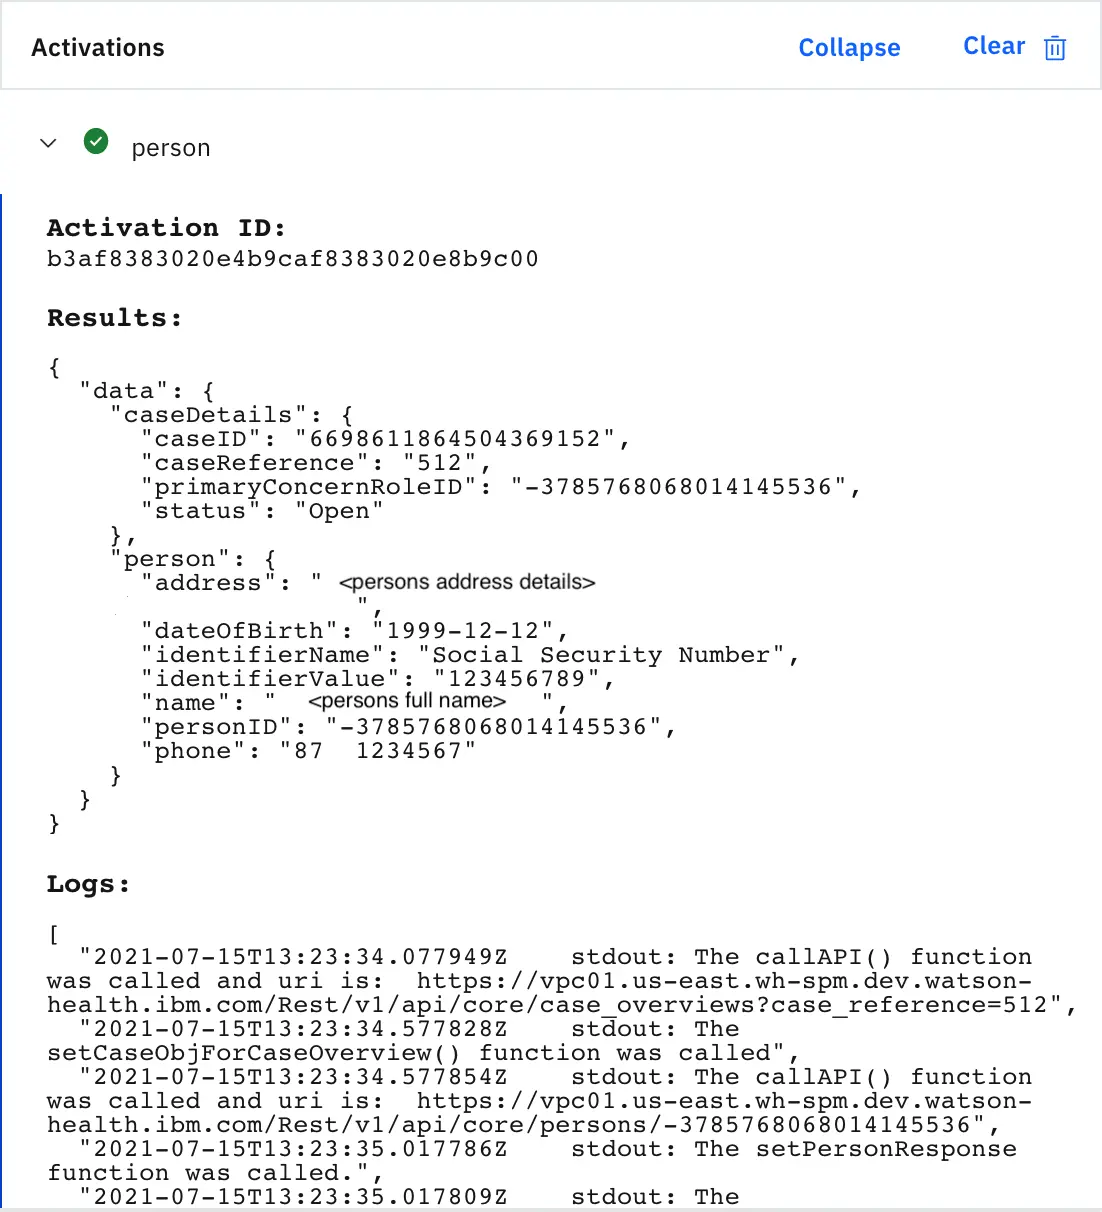 Activations Collapse Clear
person
Activation ID:
b3af8383020e4b9caf8383020e8b9c00
Results:
{
  "data": {
    "caseDetails": {
      "caseID": "6698611864504369152",
      "caseReference": "512",
      "primaryConcernRoleID": "-3785768068014145536",
      "status": "Open"
    },
    "person": {
      "address": " <persons address details>
                    ",
      "dateOfBirth": "1999-12-12",
      "identifierName": "Social Security Number",
      "identifierValue": "123456789",
      "name": " <persons full name> ",
      "personID": "-3785768068014145536",
      "phone": "87  1234567"
    }
  }
}
Logs:
[
  "2021-07-15T13:23:34.077949Z    stdout: The callAPI() function
was called and uri is:  https://vpc01.us-east.wh-spm.dev.watson-
health.ibm.com/Rest/v1/api/core/case_overviews?case_reference=512",
  "2021-07-15T13:23:34.577828Z    stdout: The
setCaseObjForCaseOverview() function was called",
  "2021-07-15T13:23:34.577854Z    stdout: The callAPI() function
was called and uri is:  https://vpc01.us-east.wh-spm.dev.watson-
health.ibm.com/Rest/v1/api/core/persons/-3785768068014145536",
  "2021-07-15T13:23:35.017786Z    stdout: The setPersonResponse
function was called.",
  "2021-07-15T13:23:35.017809Z    stdout: The